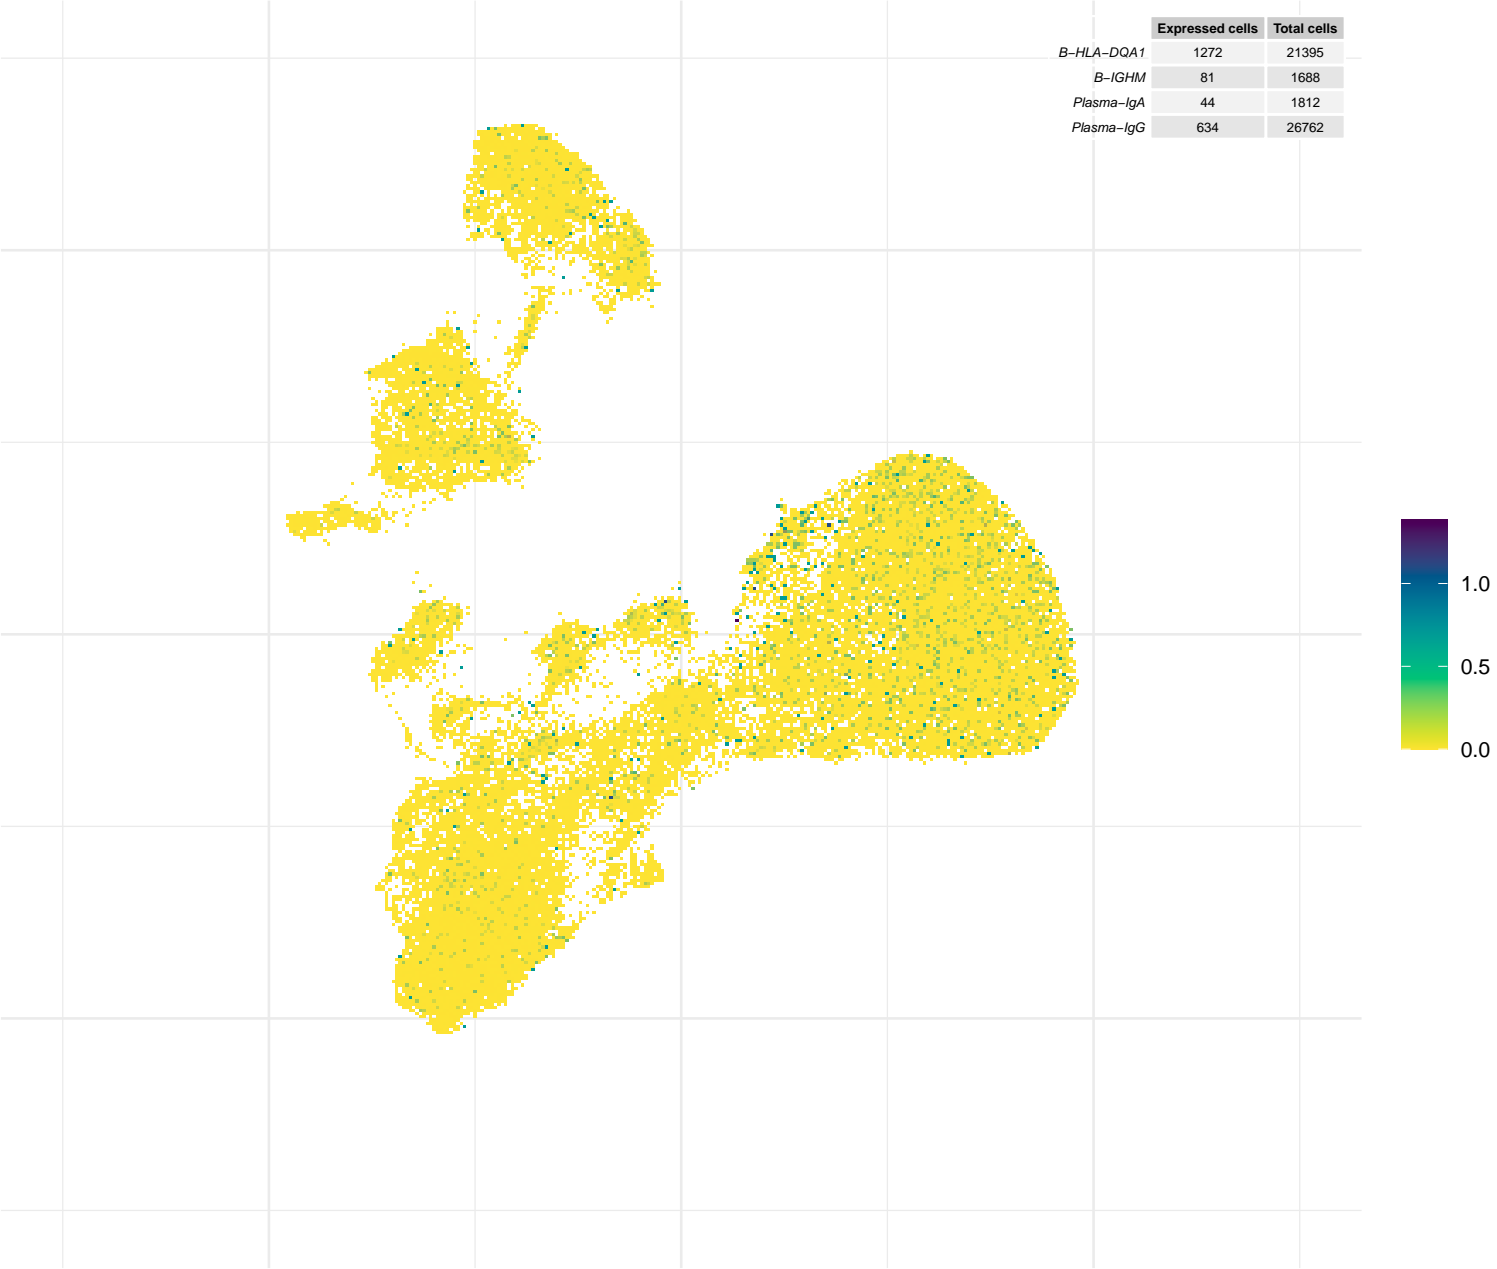 Expressed cells Total cells
B−HLA−DQA1 1272 21395
B−IGHM 81 1688
Plasma−IgA 44 1812
Plasma−IgG 634 26762
1.0
0.5
0.0